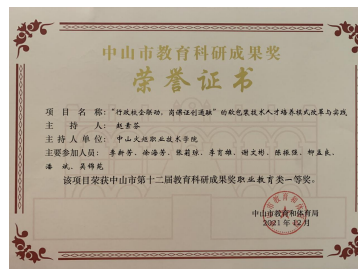 中山市教育科研成果奖
荣誉证书
项目名称：“行政校企联动、岗课证创通融”的软包装技术人才培养模式改革与实践
主持人：赵素芬
主持人单位：中山火炬职业技术学院
主要参加人员：李新芳、徐海芳、张莉琼、李育雄、谢文彬、陈振强、柳孟良、
潘斌、吴锦苑
该项目荣获中山市第十二届教育科研成果奖职业教育类一等奖。
中山市教育和体育局
2021年12月